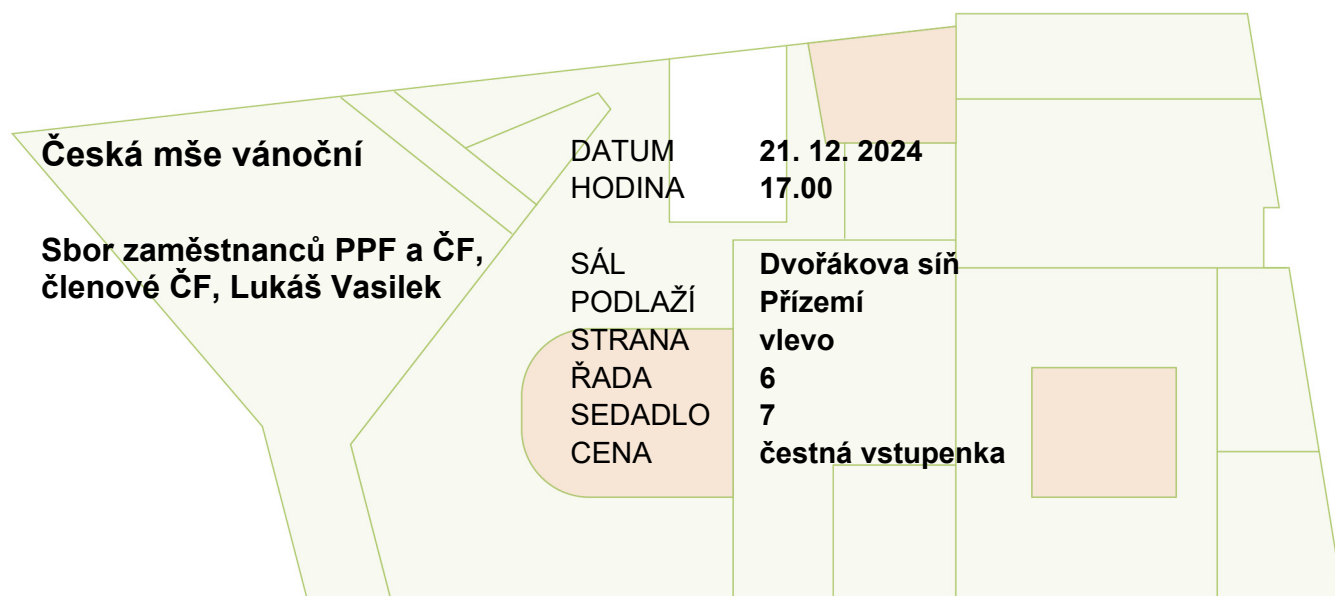 Česká mše vánoční
Sbor zaměstnanců PPF a ČF,
členové ČF, Lukáš Vasilek
DATUM 21. 12. 2024
HODINA 17.00
SÁL Dvořákova síň
PODLAŽÍ Přízemí
STRANA vlevo
ŘADA 6
SEDADLO 7
CENA čestná vstupenka